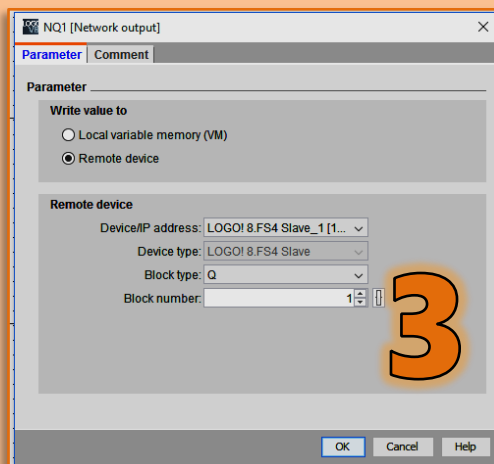 NQ1 [Network output]
Parameter Comment
Parameter
Write value to
Local variable memory (VM)
Remote device
Remote device
Device/IP address: LOGO! 8.FS4 Slave_1 [1...
Device type: LOGO! 8.FS4 Slave
Block type: Q
Block number: 1
3
OK Cancel Help